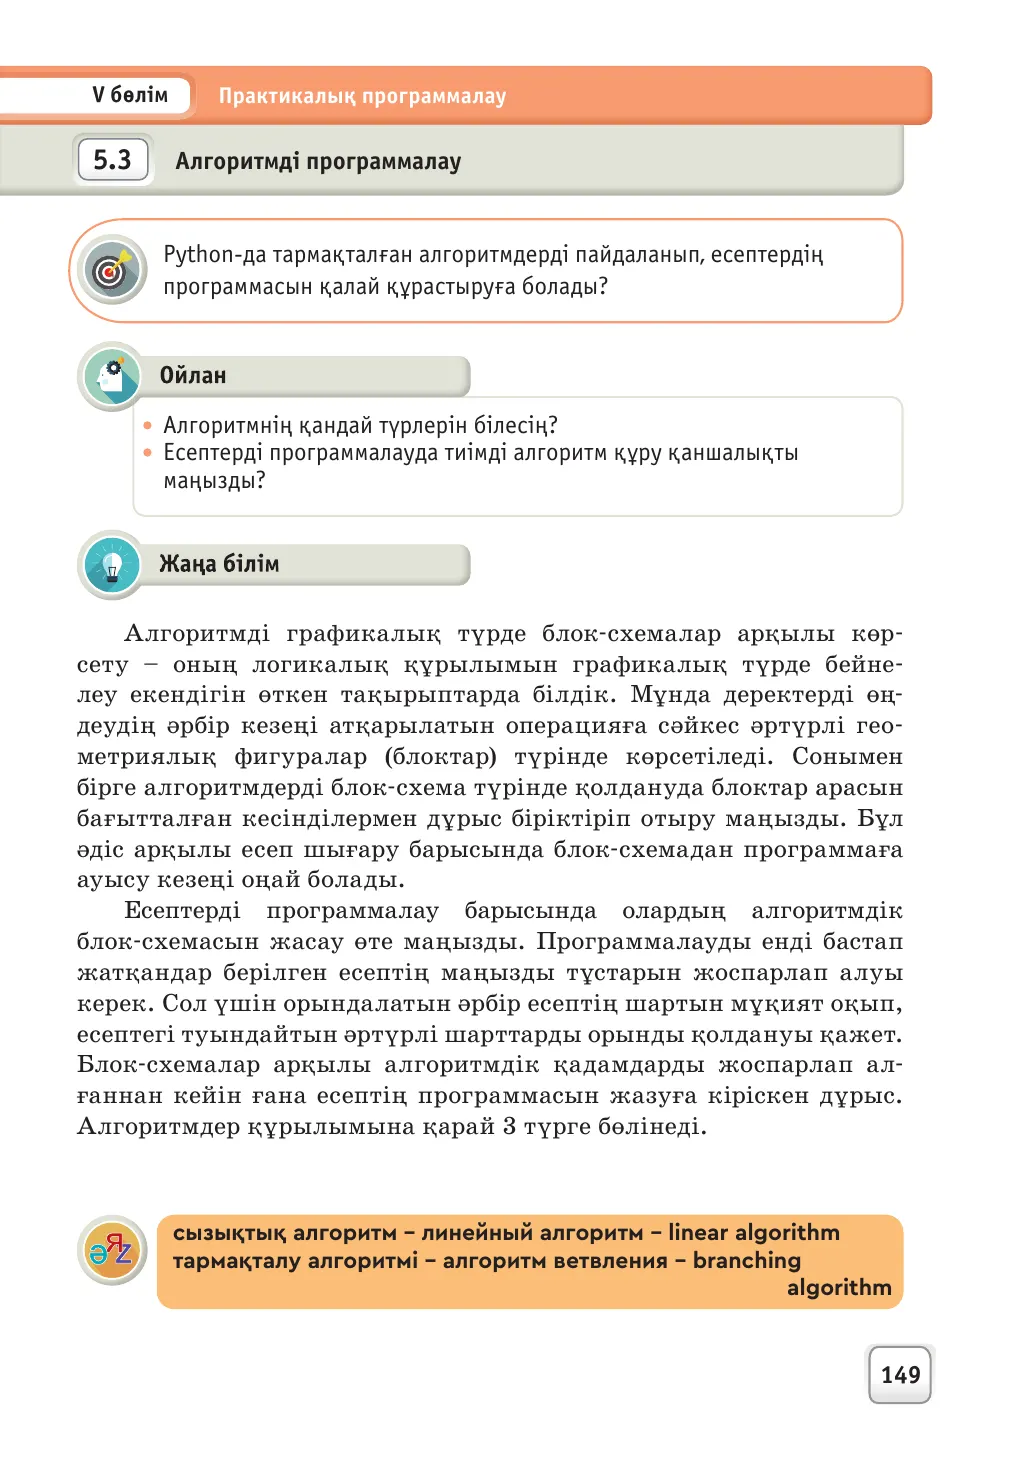 V бөлім
Практикалық программалау
5.3
Алгоритмді программалау
Python-да тармақталған алгоритмдерді пайдаланып, есептердің
программасын қалай құрастыруға болады?
Ойлан
• Алгоритмнің қандай түрлерін білесің?
• Есептерді программалауда тиімді алгоритм құру қаншалықты
маңызды?
Жаңа білім
Алгоритмді графикалық түрде блок-схемалар арқылы көр-
сету – оның логикалық құрылымын графикалық түрде бейне-
леу екендігін өткен тақырыптарда білдік. Мұнда деректерді өң-
деудің әрбір кезеңі атқарылатын операцияға сәйкес әртүрлі гео-
метриялық фигуралар (блоктар) түрінде көрсетіледі. Сонымен
бірге алгоритмдерді блок-схема түрінде қолдануда блоктар арасын
бағытталған кесінділермен дұрыс біріктіріп отыру маңызды. Бұл
әдіс арқылы есеп шығару барысында блок-схемадан программаға
ауысу кезеңі оңай болады.
Есептерді программалау барысында олардың алгоритмдік
блок-схемасын жасау өте маңызды. Программалауды енді бастап
жатқандар берілген есептің маңызды тұстарын жоспарлап алуы
керек. Сол үшін орындалатын әрбір есептің шартын мұқият оқып,
есептегі туындайтын әртүрлі шарттарды орынды қолдануы қажет.
Блок-схемалар арқылы алгоритмдік қадамдарды жоспарлап ал-
ғаннан кейін ғана есептің программасын жазуға кіріскен дұрыс.
Алгоритмдер құрылымына қарай 3 түрге бөлінеді.
әЯZ
сызықтық алгоритм – линейный алгоритм – linear algorithm
тармақталу алгоритмі – алгоритм ветвления – branching
algorithm
149